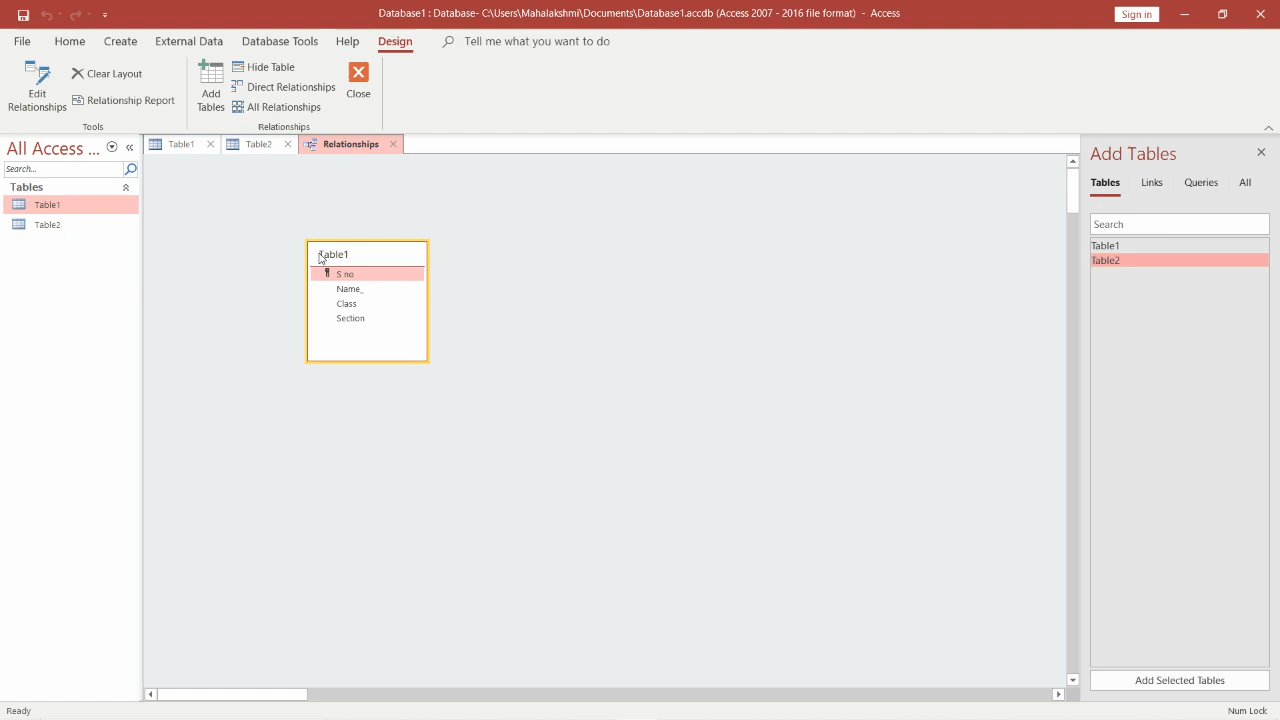 Database1 : Database- C:\Users\Mahalakshmi\Documents\Database1.accdb (Access 2007 - 2016 file format) - Access
Sign in
File Home Create External Data Database Tools Help Design Tell me what you want to do
Edit
Relationships
Clear Layout
Relationship Report
Tools
Add
Tables
Hide Table
Direct Relationships
All Relationships
Close
Relationships
All Access ...
Search...
Tables
Table1
Table2
Table1 Table2 Relationships
Table1
S no
Name_
Class
Section
Add Tables
Tables Links Queries All
Search
Table1
Table2
Add Selected Tables
Ready
Num Lock